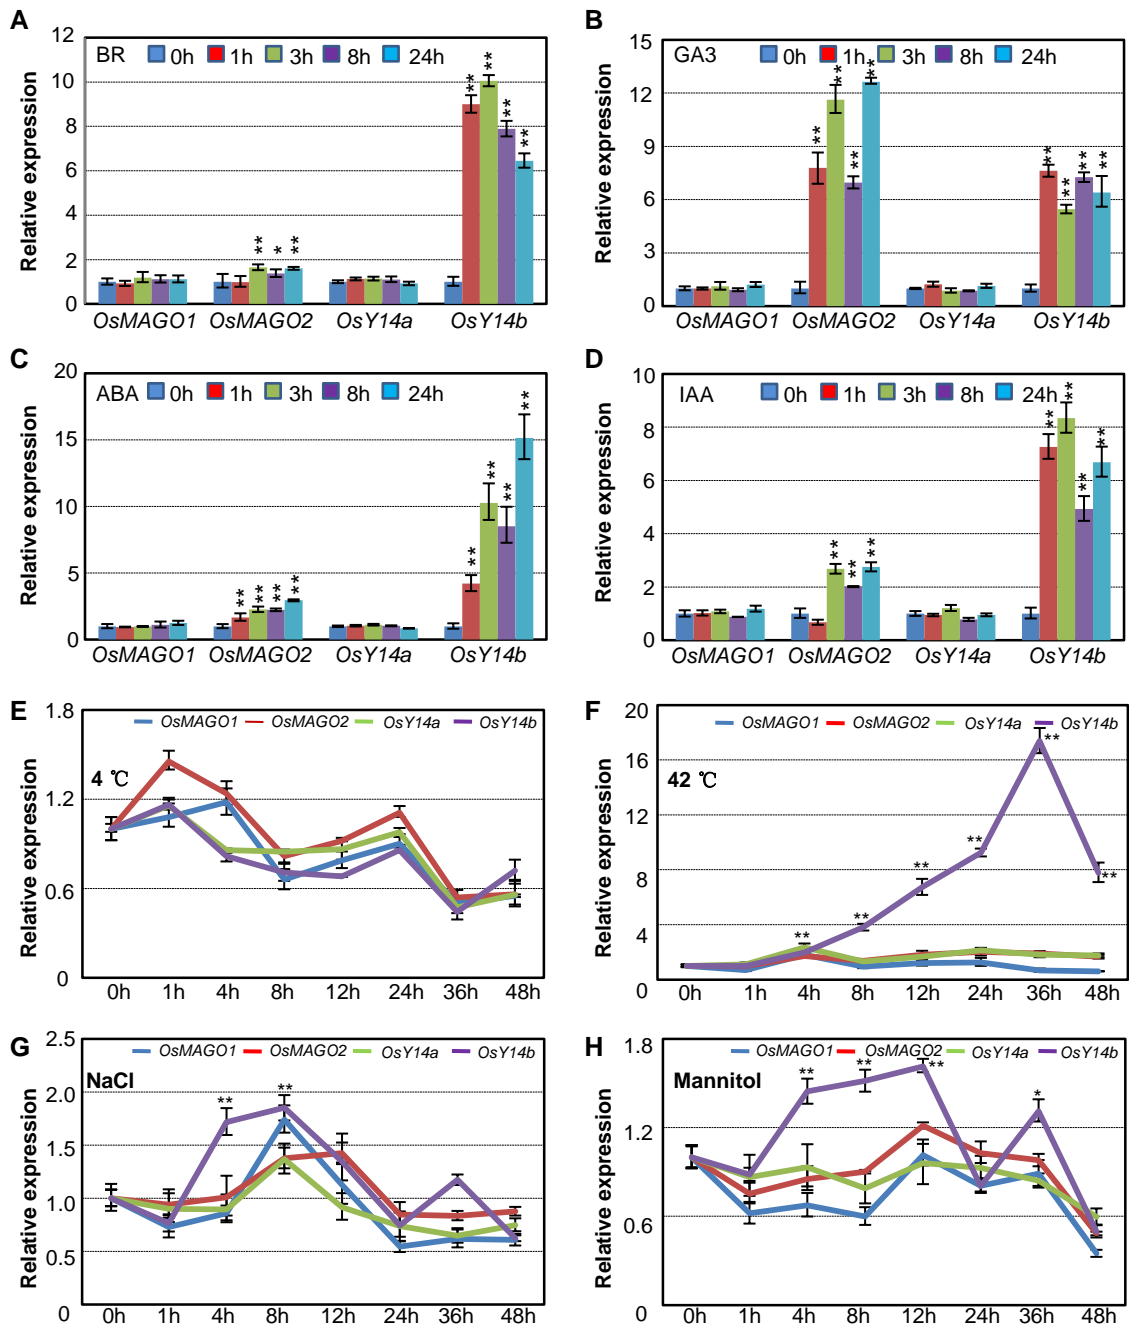 A
BR 0h 1h 3h 8h 24h
Relative expression
12
10
8
6
4
2
0
** * ** ** ** ** **
OsMAGO1 OsMAGO2 OsY14a OsY14b
B
GA3 0h 1h 3h 8h 24h
Relative expression
15
12
9
6
3
0
** ** ** ** ** ** ** **
OsMAGO1 OsMAGO2 OsY14a OsY14b
C
ABA 0h 1h 3h 8h 24h
Relative expression
20
15
10
5
0
** ** ** ** ** ** ** **
OsMAGO1 OsMAGO2 OsY14a OsY14b
D
IAA 0h 1h 3h 8h 24h
Relative expression
10
8
6
4
2
0
** ** ** ** ** ** **
OsMAGO1 OsMAGO2 OsY14a OsY14b
E
OsMAGO1 OsMAGO2 OsY14a OsY14b
4 ℃
Relative expression
1.8
1.2
0.6
0
0h 1h 4h 8h 12h 24h 36h 48h
F
OsMAGO1 OsMAGO2 OsY14a OsY14b
42 ℃
Relative expression
20
16
12
8
4
0
** ** ** ** ** **
0h 1h 4h 8h 12h 24h 36h 48h
G
OsMAGO1 OsMAGO2 OsY14a OsY14b
NaCl
Relative expression
2.5
2.0
1.5
1.0
0.5
0
** **
0h 1h 4h 8h 12h 24h 36h 48h
H
OsMAGO1 OsMAGO2 OsY14a OsY14b
Mannitol
Relative expression
1.8
1.2
0.6
0
** ** ** *
0h 1h 4h 8h 12h 24h 36h 48h